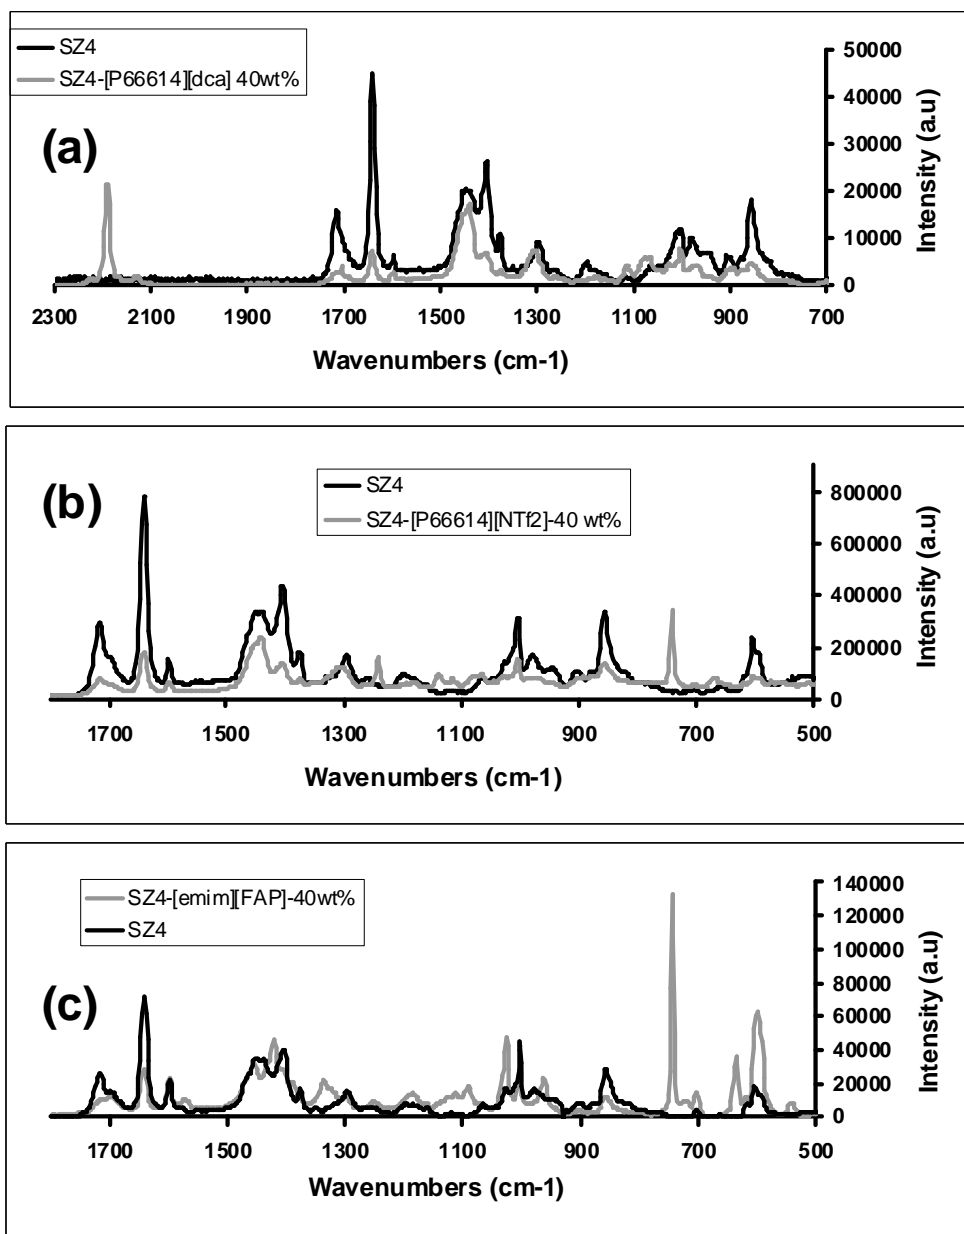 SZ4
SZ4-[P66614][dca] 40wt%
(a)
50000
40000
30000
20000
10000
0
Intensity (a.u)
2300 2100 1900 1700 1500 1300 1100 900 700
Wavenumbers (cm-1)
(b)
SZ4
SZ4-[P66614][NTf2]-40 wt%
800000
600000
400000
200000
0
Intensity (a.u)
1700 1500 1300 1100 900 700 500
Wavenumbers (cm-1)
SZ4-[emim][FAP]-40wt%
SZ4
(c)
140000
120000
100000
80000
60000
40000
20000
0
Intensity (a.u)
1700 1500 1300 1100 900 700 500
Wavenumbers (cm-1)